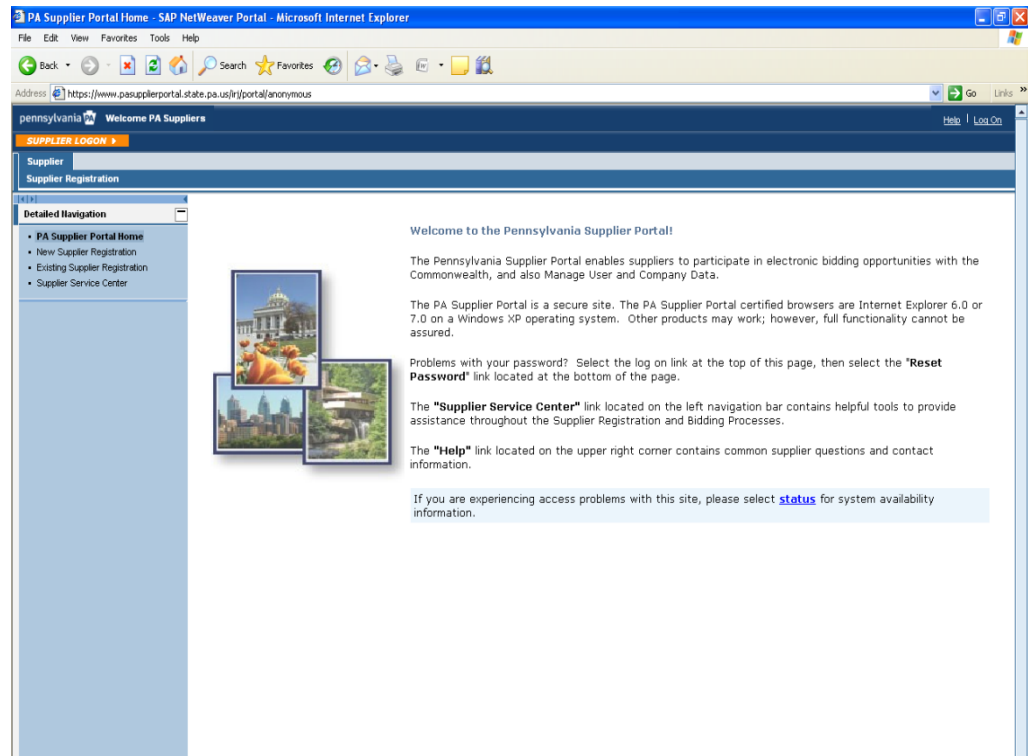 PA Supplier Portal Home - SAP NetWeaver Portal - Microsoft Internet Explorer
File Edit View Favorites Tools Help
Back Search Favorites
Address https://www.pasupplierportal.state.pa.us/irj/portal/anonymous Go Links »
pennsylvania PA Welcome PA Suppliers Help | Log On
SUPPLIER LOGON
Supplier
Supplier Registration
Detailed Navigation
• PA Supplier Portal Home
• New Supplier Registration
• Existing Supplier Registration
• Supplier Service Center
Welcome to the Pennsylvania Supplier Portal!
The Pennsylvania Supplier Portal enables suppliers to participate in electronic bidding opportunities with the
Commonwealth, and also Manage User and Company Data.
The PA Supplier Portal is a secure site. The PA Supplier Portal certified browsers are Internet Explorer 6.0 or
7.0 on a Windows XP operating system. Other products may work; however, full functionality cannot be
assured.
Problems with your password? Select the log on link at the top of this page, then select the "Reset
Password" link located at the bottom of the page.
The "Supplier Service Center" link located on the left navigation bar contains helpful tools to provide
assistance throughout the Supplier Registration and Bidding Processes.
The "Help" link located on the upper right corner contains common supplier questions and contact
information.
If you are experiencing access problems with this site, please select status for system availability
information.